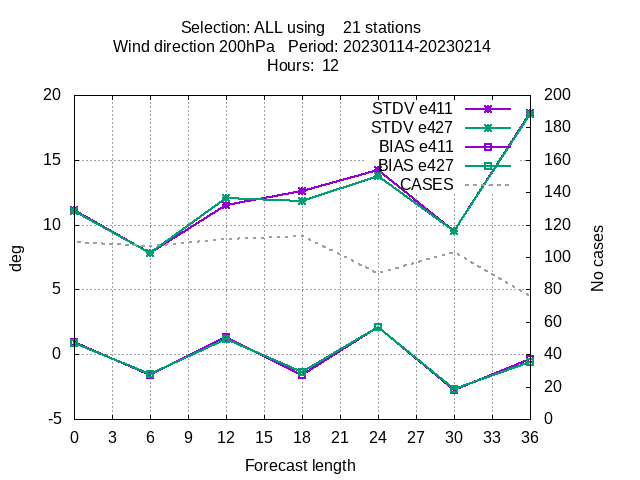 Selection: ALL using 21 stations
Wind direction 200hPa Period: 20230114-20230214
Hours: 12
STDV e411
STDV e427
BIAS e411
BIAS e427
CASES
20
15
10
5
0
-5
deg
200
180
160
140
120
100
80
60
40
20
0
No cases
0 3 6 9 12 15 18 21 24 27 30 33 36
Forecast length